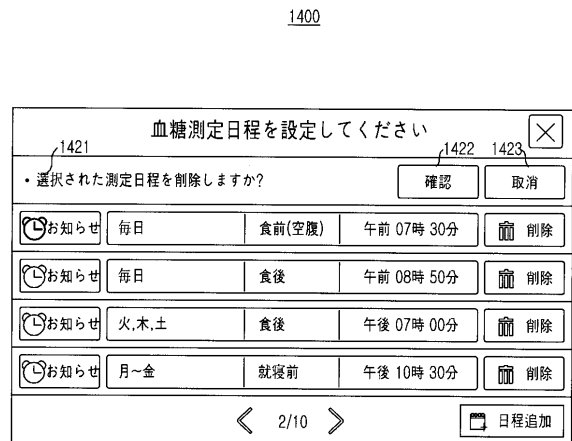 1400
血糖測定日程を設定してください
1421 1422 1423
・選択された測定日程を削除しますか? 確認 取消
お知らせ 毎日 食前(空腹) 午前 07時 30分 削除
お知らせ 毎日 食後 午前 08時 50分 削除
お知らせ 火,木,土 食後 午後 07時 00分 削除
お知らせ 月~金 就寝前 午後 10時 30分 削除
2/10 日程追加